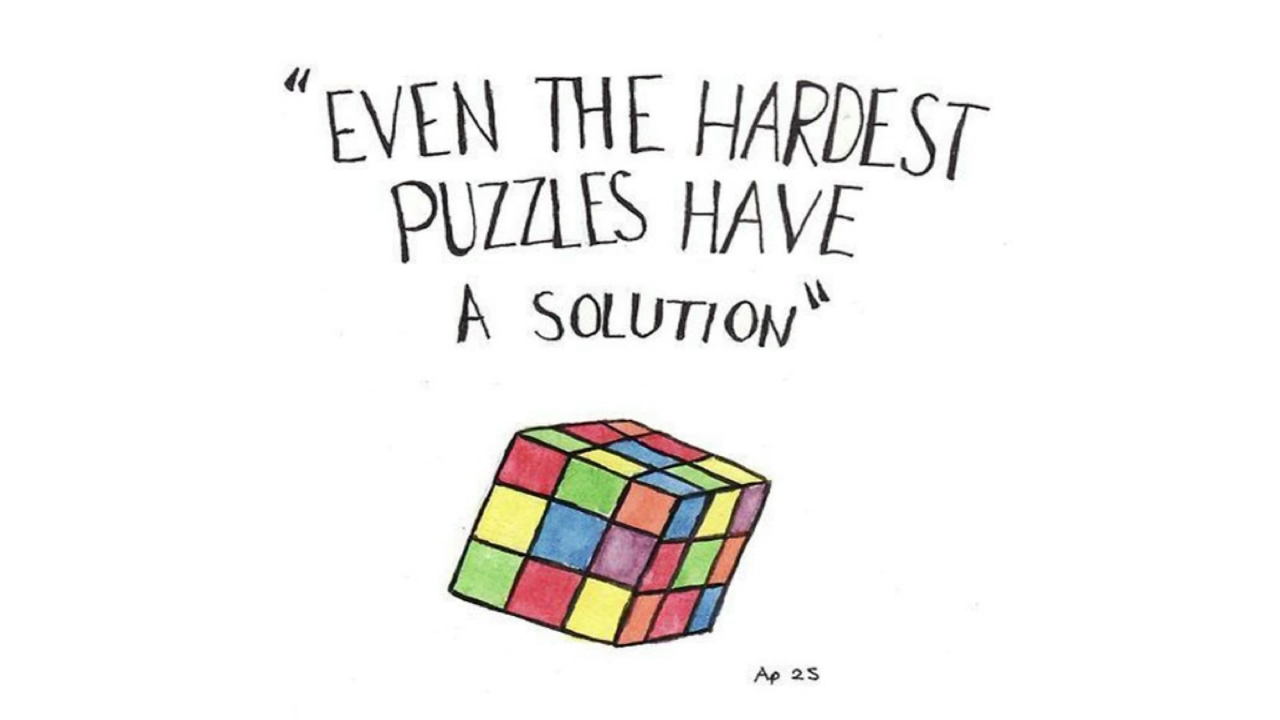 “EVEN THE HARDEST
PUZZLES HAVE
A SOLUTION“
Ap 25